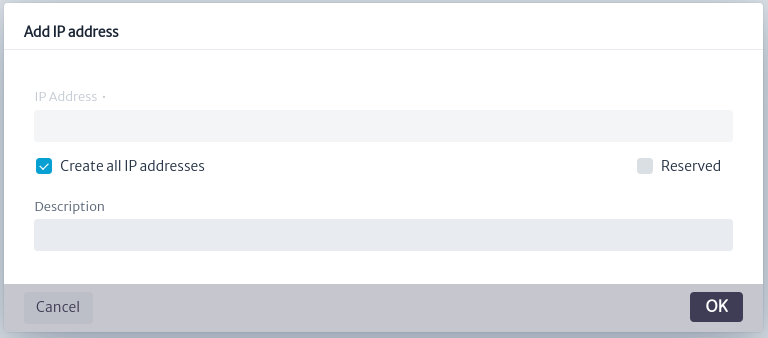 Add IP address
IP Address •
Create all IP addresses
Reserved
Description
Cancel
OK